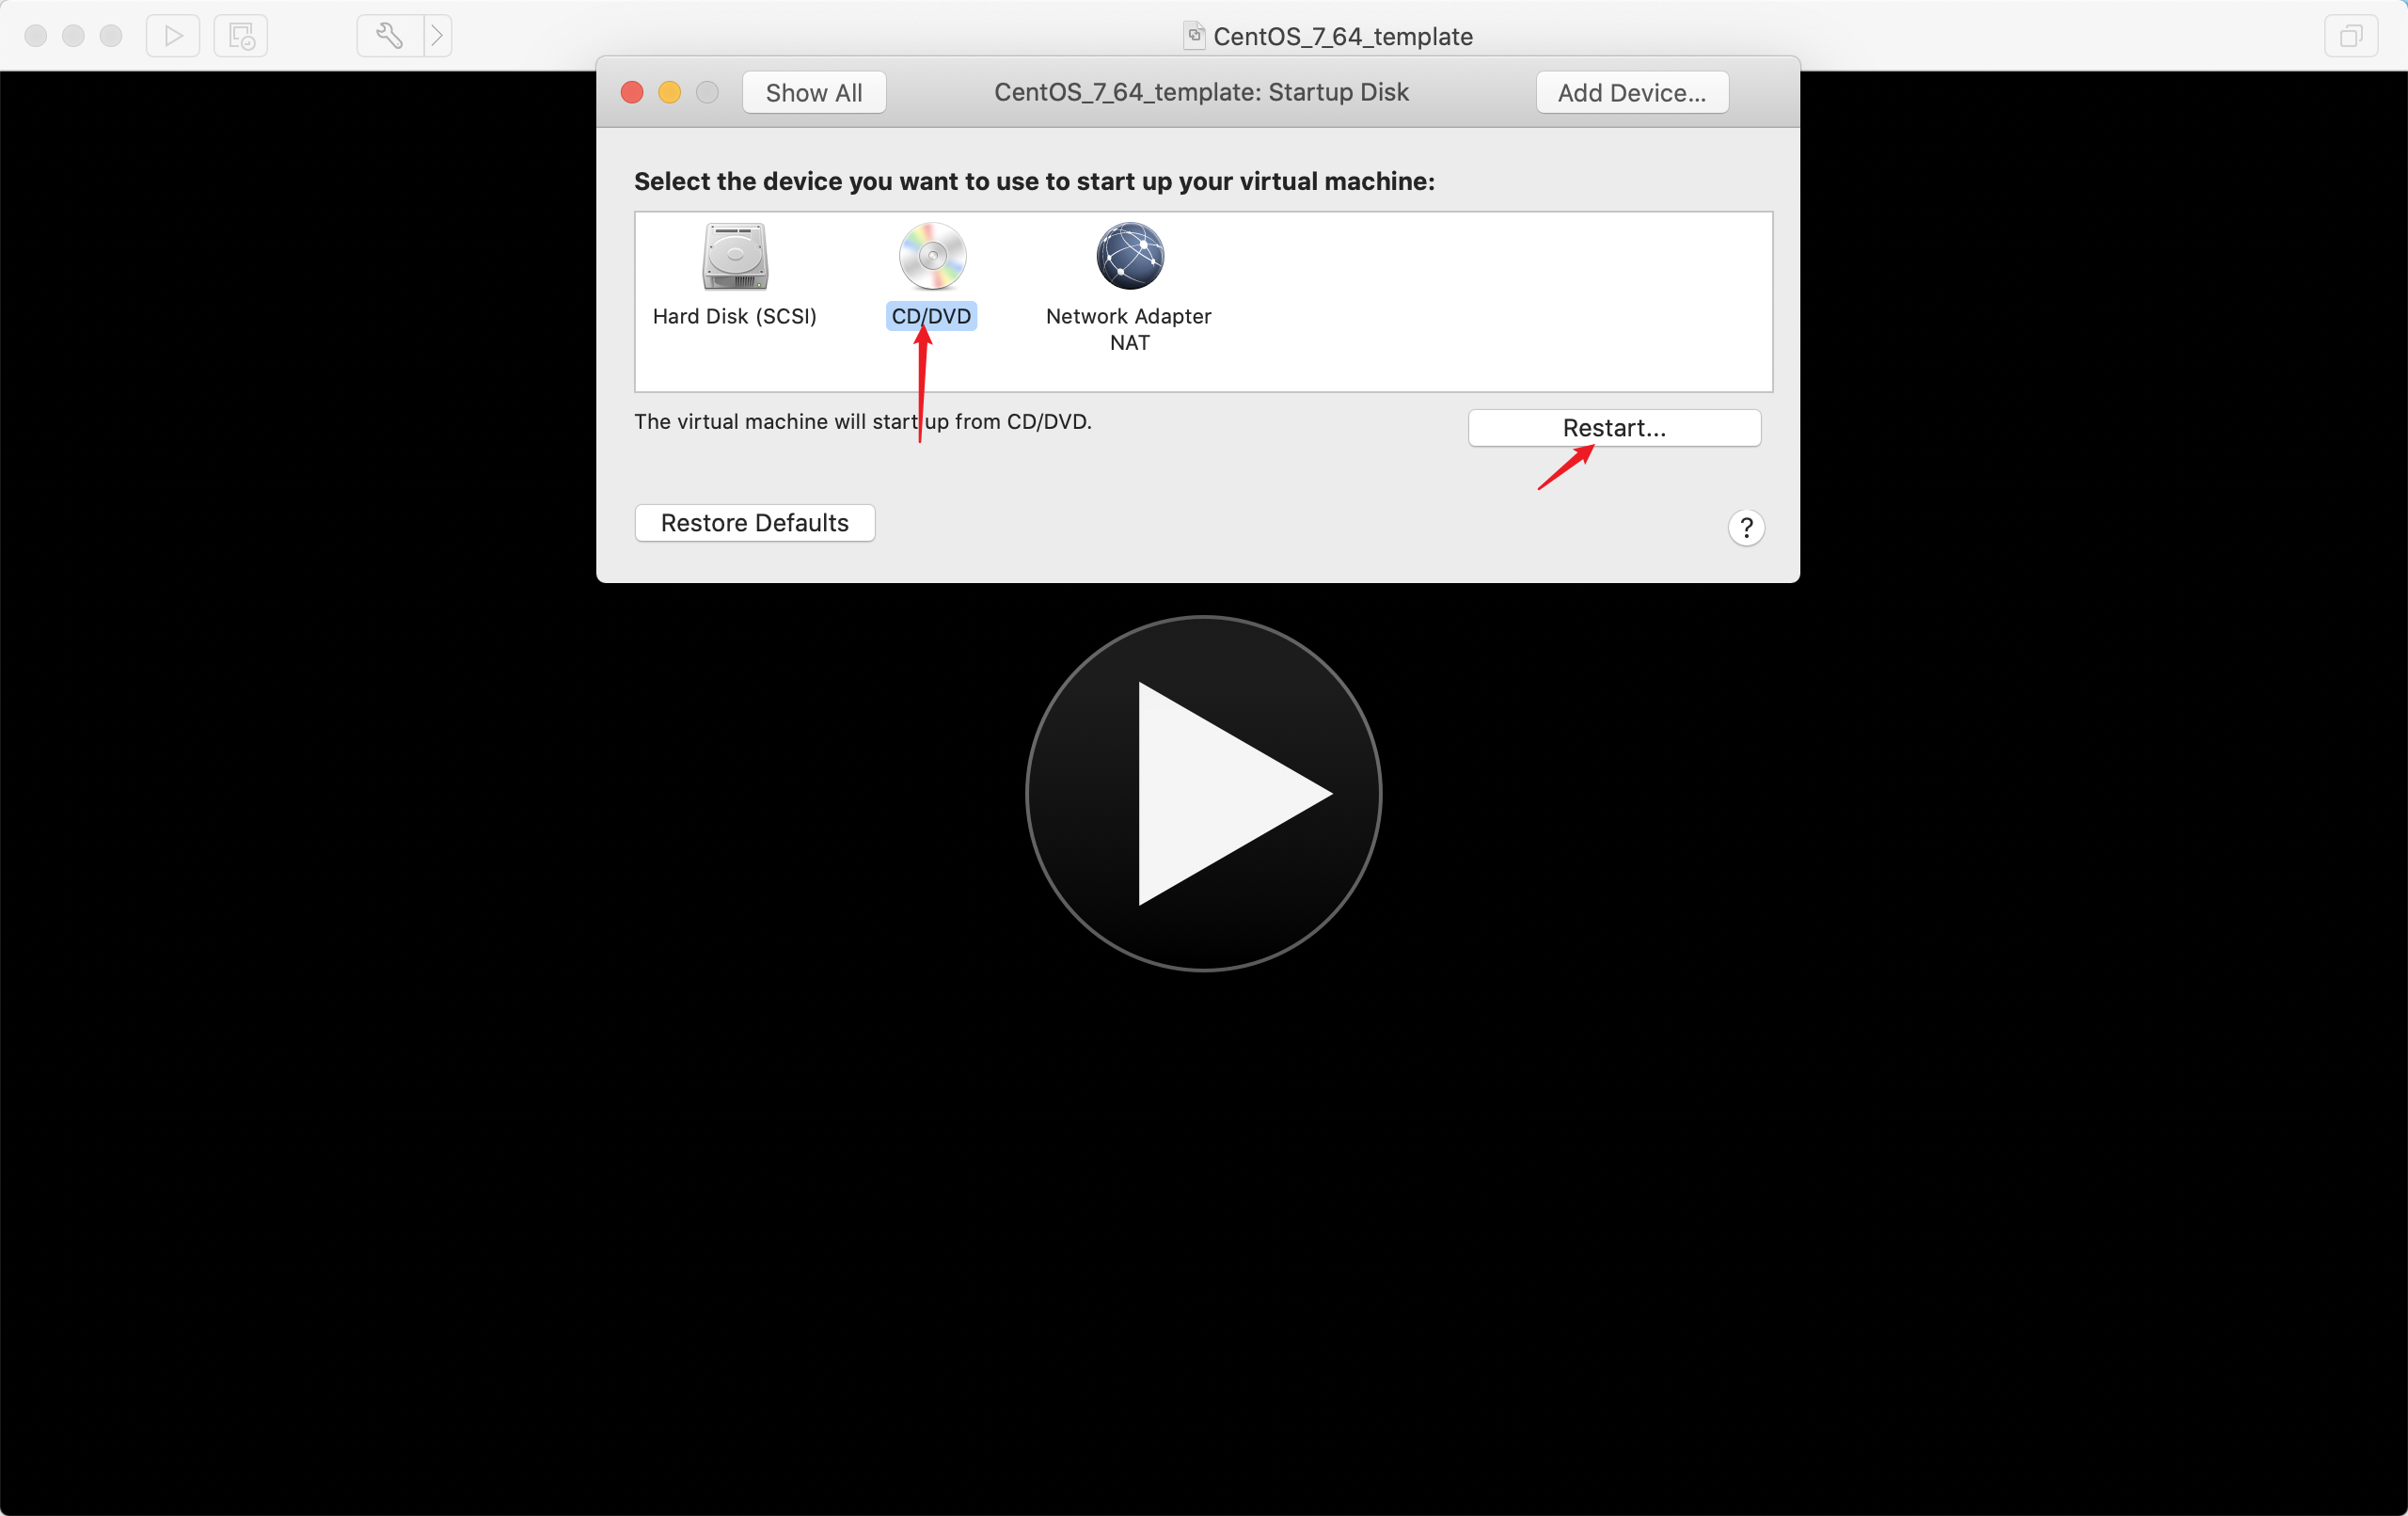 CentOS_7_64_template
Show All
CentOS_7_64_template: Startup Disk
Add Device...
Select the device you want to use to start up your virtual machine:
Hard Disk (SCSI)
CD/DVD
Network Adapter
NAT
The virtual machine will start up from CD/DVD.
Restart...
Restore Defaults
?